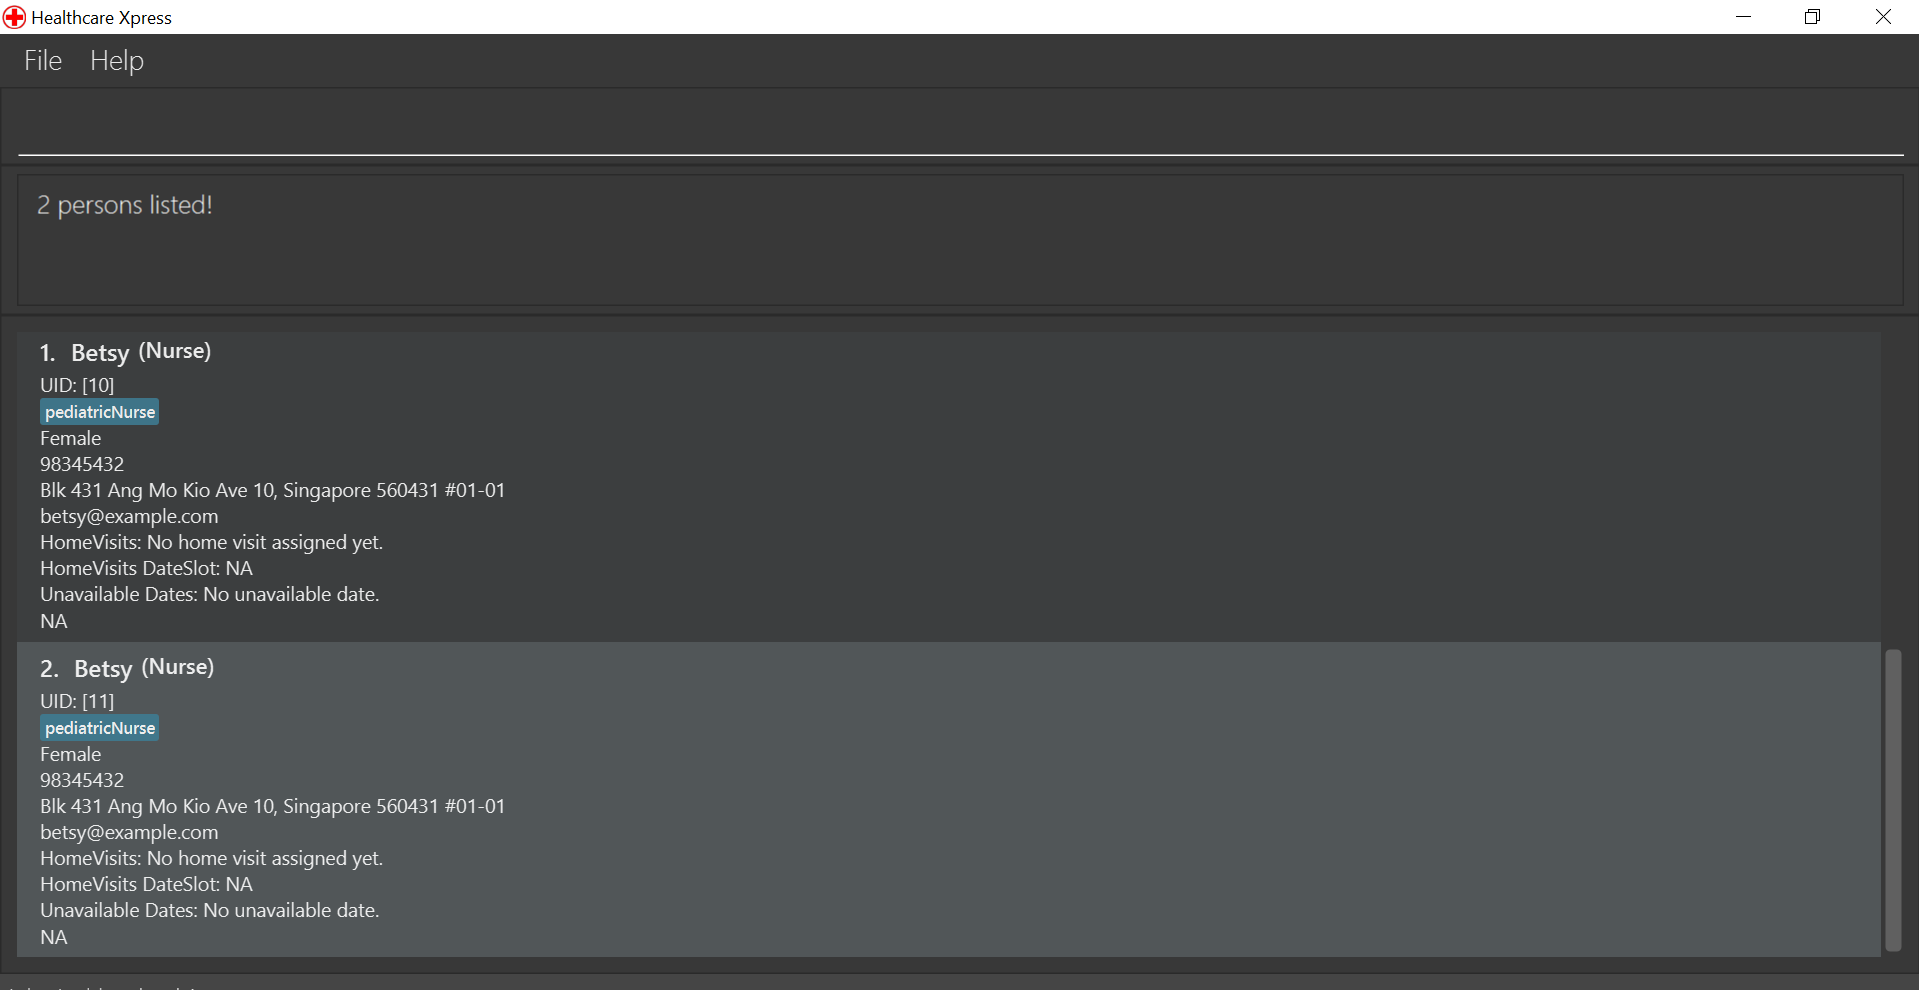 Healthcare Xpress
File Help
2 persons listed!
1. Betsy (Nurse)
UID: [10]
pediatricNurse
Female
98345432
Blk 431 Ang Mo Kio Ave 10, Singapore 560431 #01-01
betsy@example.com
HomeVisits: No home visit assigned yet.
HomeVisits DateSlot: NA
Unavailable Dates: No unavailable date.
NA
2. Betsy (Nurse)
UID: [11]
pediatricNurse
Female
98345432
Blk 431 Ang Mo Kio Ave 10, Singapore 560431 #01-01
betsy@example.com
HomeVisits: No home visit assigned yet.
HomeVisits DateSlot: NA
Unavailable Dates: No unavailable date.
NA